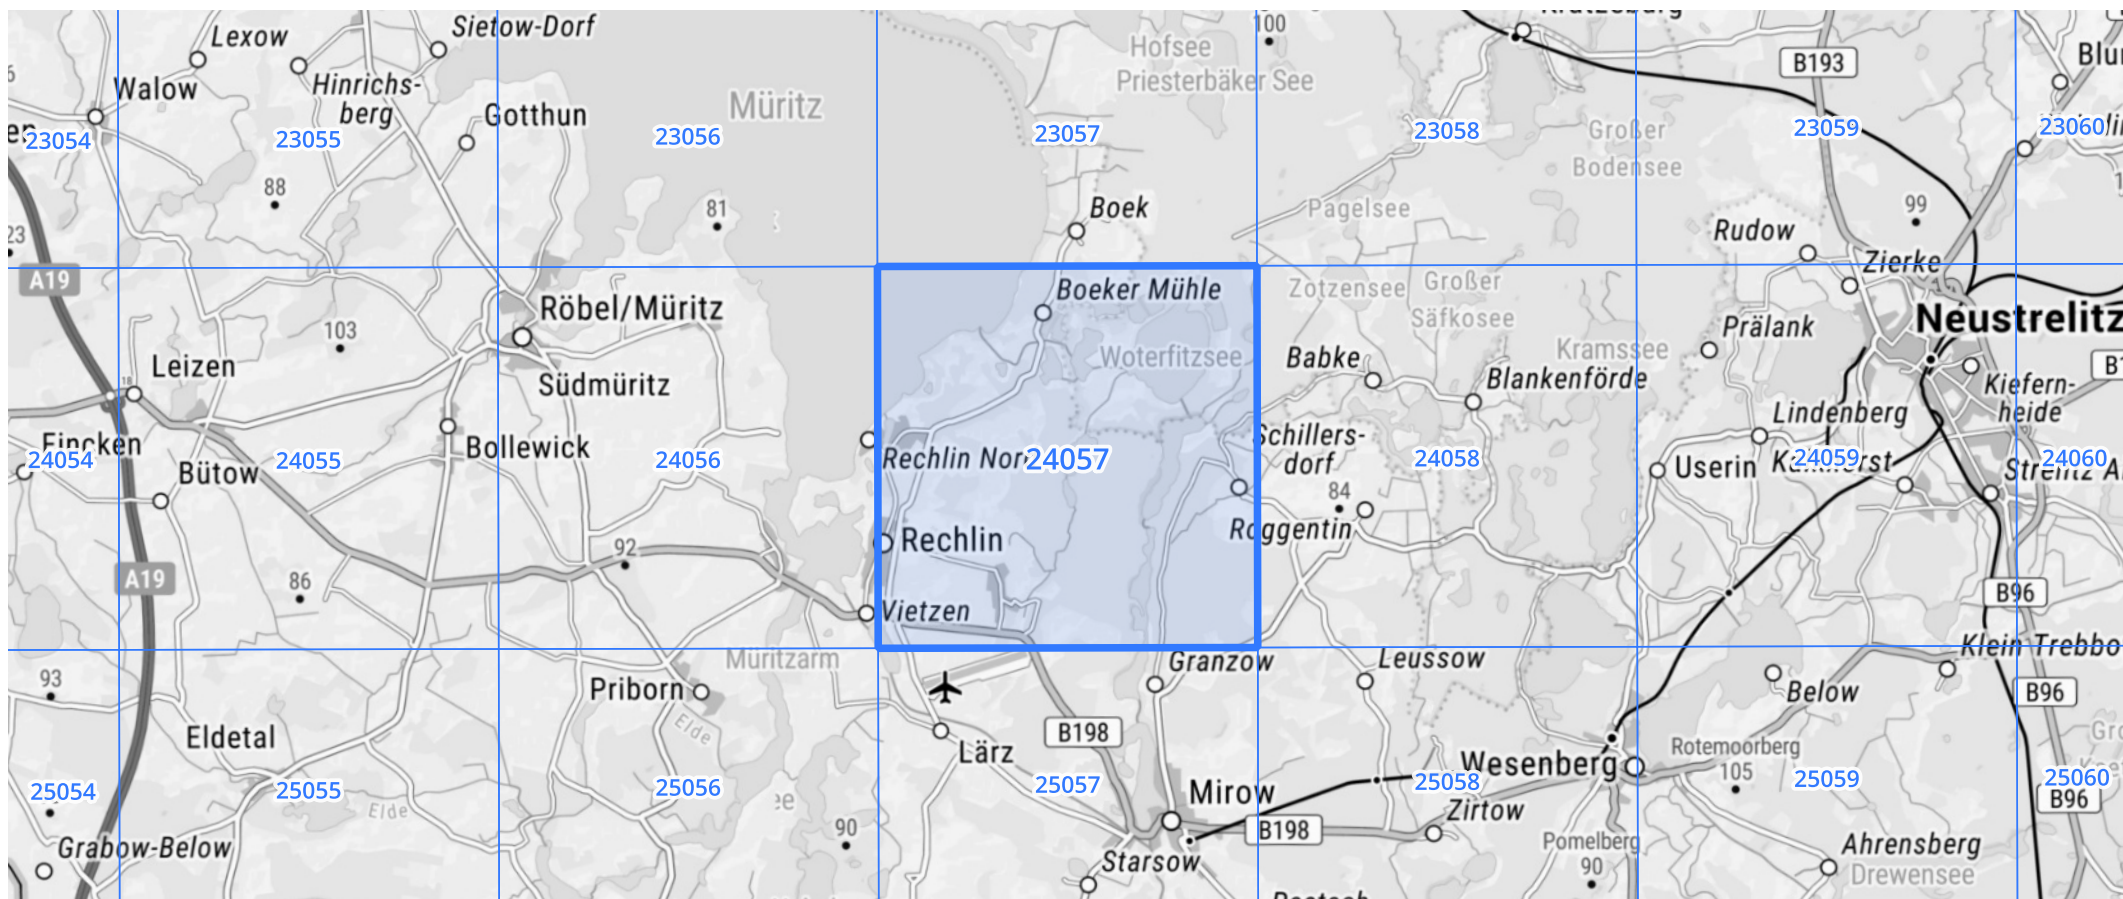 Sietow-Dorf
Lexow
Hofsee
100
B193
Walow
Hinrichs-
berg
Gotthun
Müritz
Priesterbäker See
23054
23055
23056
23057
23058
Großer
Bodensee
23059
23060
88
81
Boek
Pagelsee
99
Rudow
23
A19
Zierke
Röbel/Müritz
Boeker Mühle
Zotzensee
Großer
Säfkosee
Neustrelitz
103
Prälank
Leizen
18
Südmüritz
Woterfitzsee
Babke
Kramssee
Blankenförde
Kiefern-
heide
Lindenberg
Fincken
Bollewick
Schillers-
dorf
24054
Bütow
24055
24056
Rechlin
24057
24058
Userin
24059
24060
84
Roggentin
92
Rechlin
A19
86
Vietzen
B96
Klein Trebbo
93
Müritzarm
Granzow
Leussow
Priborn
Below
B96
Elde
Eldetal
B198
Lärz
Wesenberg
Rotemoorberg
105
25054
25055
25056
25057
25058
25059
25060
Elde
Mirow
B198
Zirtow
B96
90
Grabow-Below
Starsow
Pomelberg
90
Ahrensberg
Drewensee